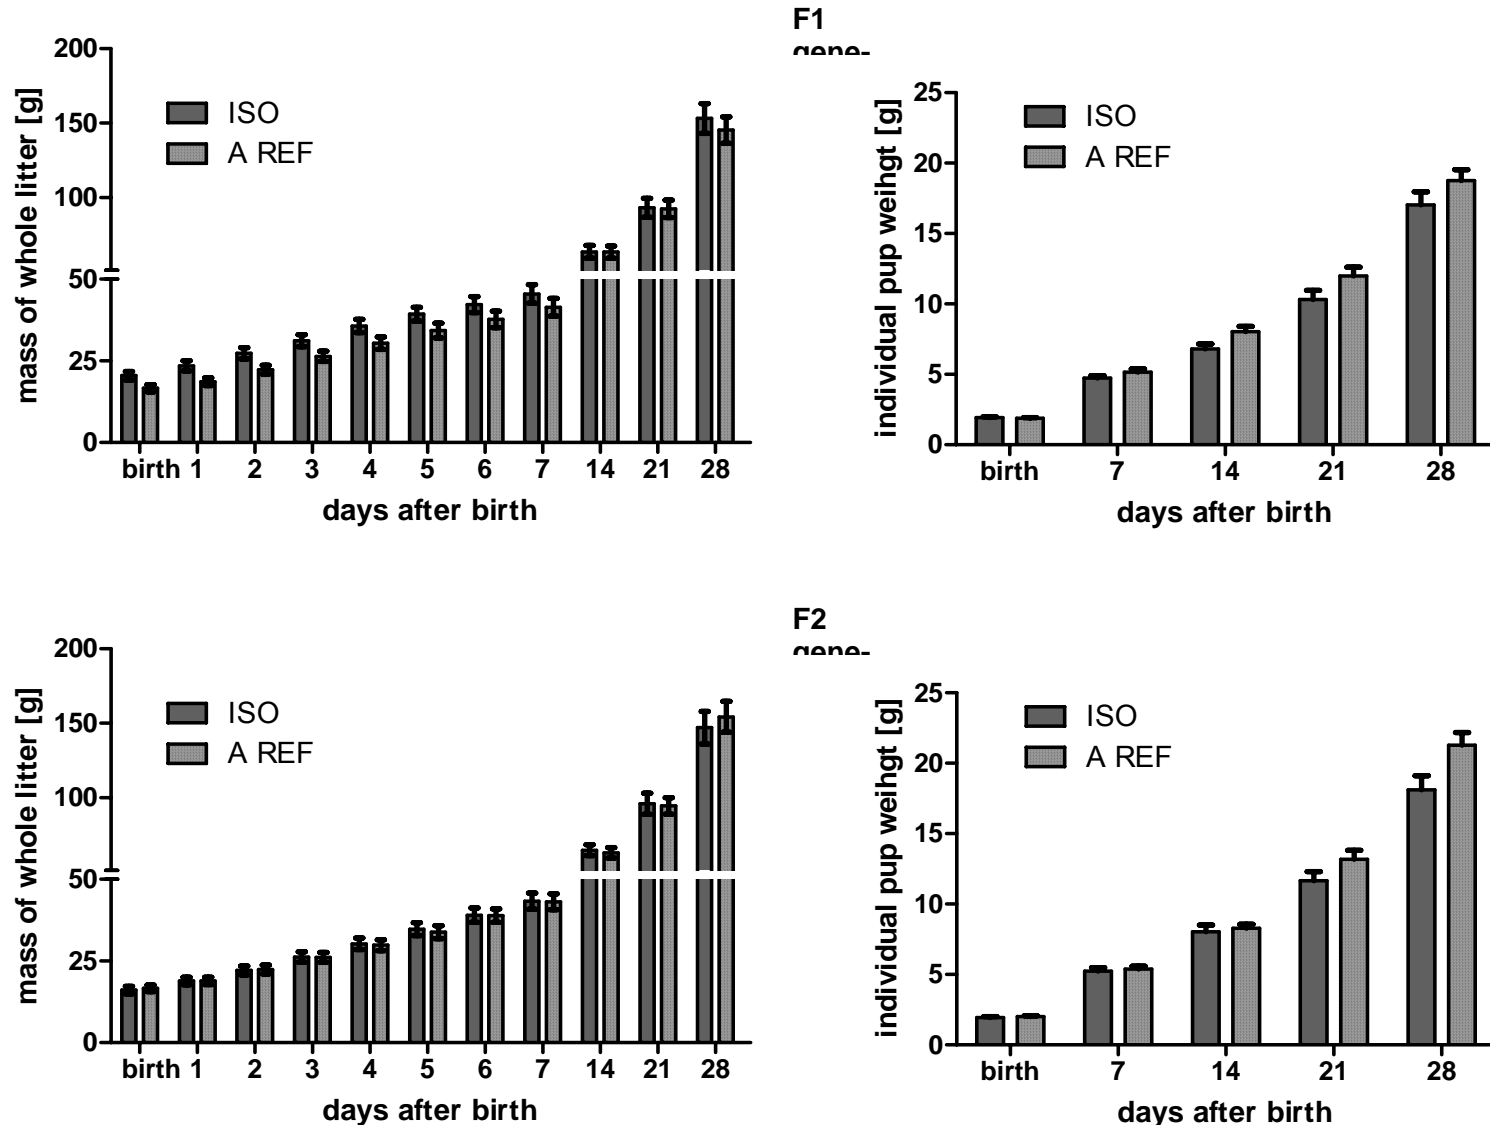 F1
gene-
mass of whole litter [g]
200
150
100
50
25
0
ISO
A REF
birth 1 2 3 4 5 6 7 14 21 28
days after birth
individual pup weihgt [g]
25
20
15
10
5
0
ISO
A REF
birth 7 14 21 28
days after birth
F2
gene-
mass of whole litter [g]
200
150
100
50
25
0
ISO
A REF
birth 1 2 3 4 5 6 7 14 21 28
days after birth
individual pup weihgt [g]
25
20
15
10
5
0
ISO
A REF
birth 7 14 21 28
days after birth